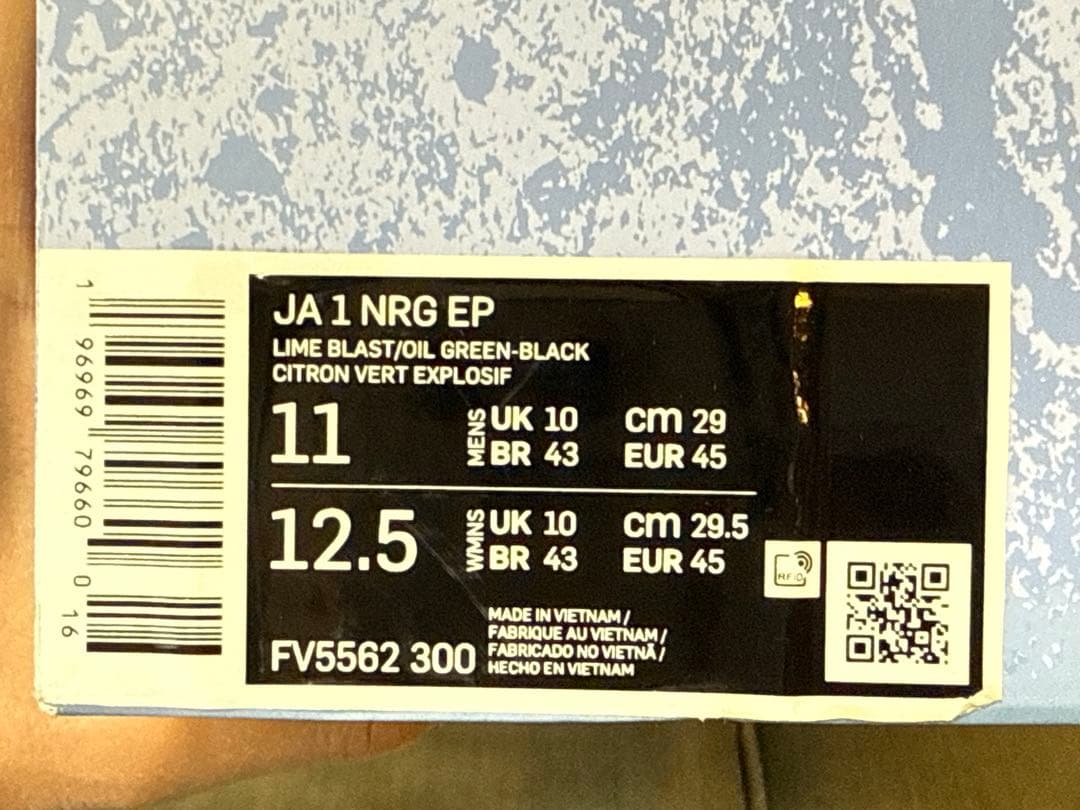 JA 1 NRG EP
LIME BLAST/OIL GREEN-BLACK
CITRON VERT EXPLOSIF
11 MENS UK 10 cm 29
BR 43 EUR 45
12.5 WMNS UK 10 cm 29.5
BR 43 EUR 45
RFID
FV5562 300
MADE IN VIETNAM /
FABRIQUE AU VIETNAM /
FABRICADO NO VIETNÃ /
HECHO EN VIETNAM
1 96969 79660 0 16